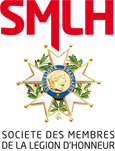 SMLH
SOCIETE DES MEMBRES
DE LA LEGION D'HONNEUR